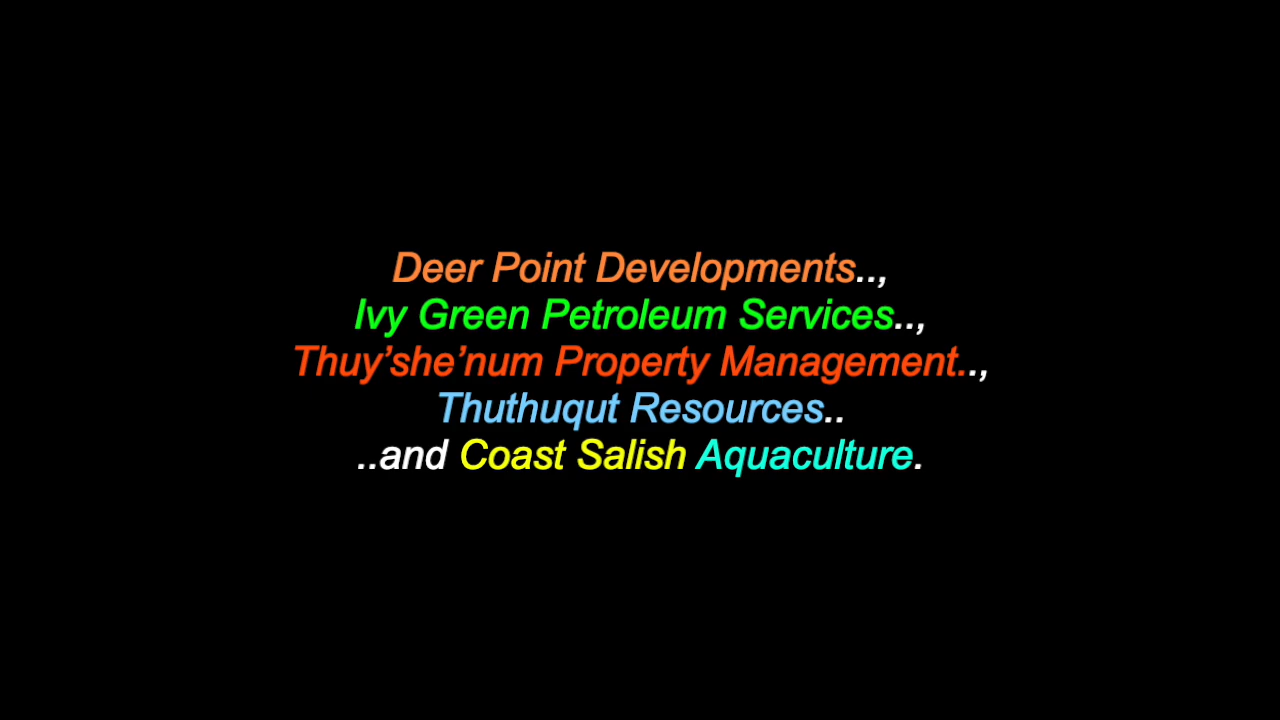 Deer Point Developments..,
Ivy Green Petroleum Services..,
Thuy’she’num Property Management..,
Thuthuqut Resources..
..and Coast Salish Aquaculture.